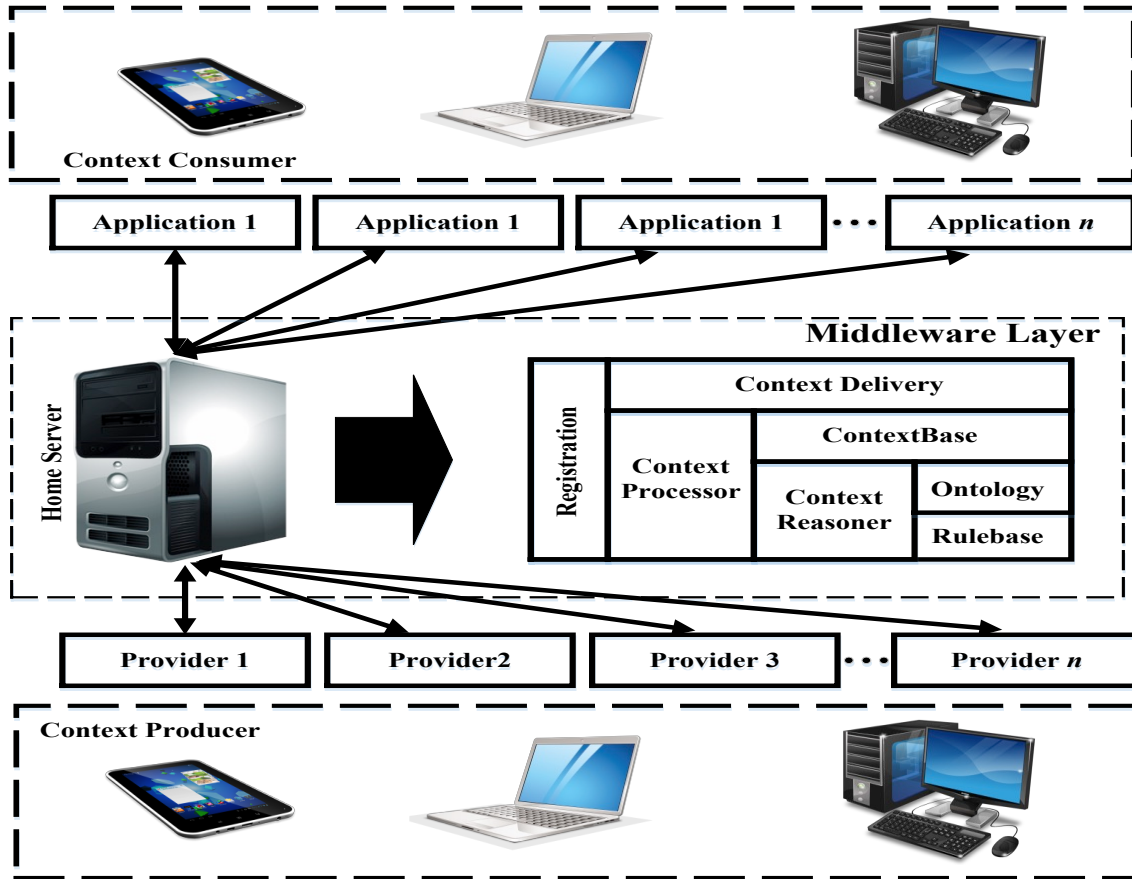 Context Consumer
Application 1
Application 1
Application 1
Application n
Middleware Layer
Home Server
Registration
Context Delivery
Context
Processor
ContextBase
Context
Reasoner
Ontology
Rulebase
Provider 1
Provider2
Provider 3
Provider n
Context Producer